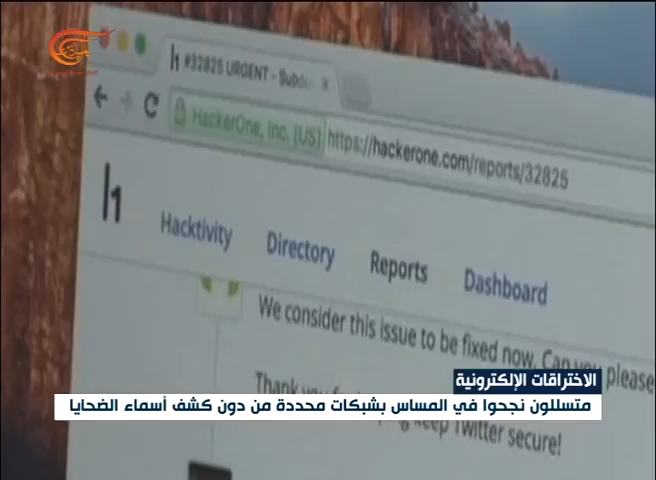 #32825 URGENT - Subdo
HackerOne, Inc. [US] https://hackerone.com/reports/32825
h1
Hacktivity Directory Reports Dashboard
We consider this issue to be fixed now. Can you please
Thank you keep Twitter secure!
الاختراقات الإلكترونية
متسللون نجحوا في المساس بشبكات محددة من دون كشف أسماء الضحايا